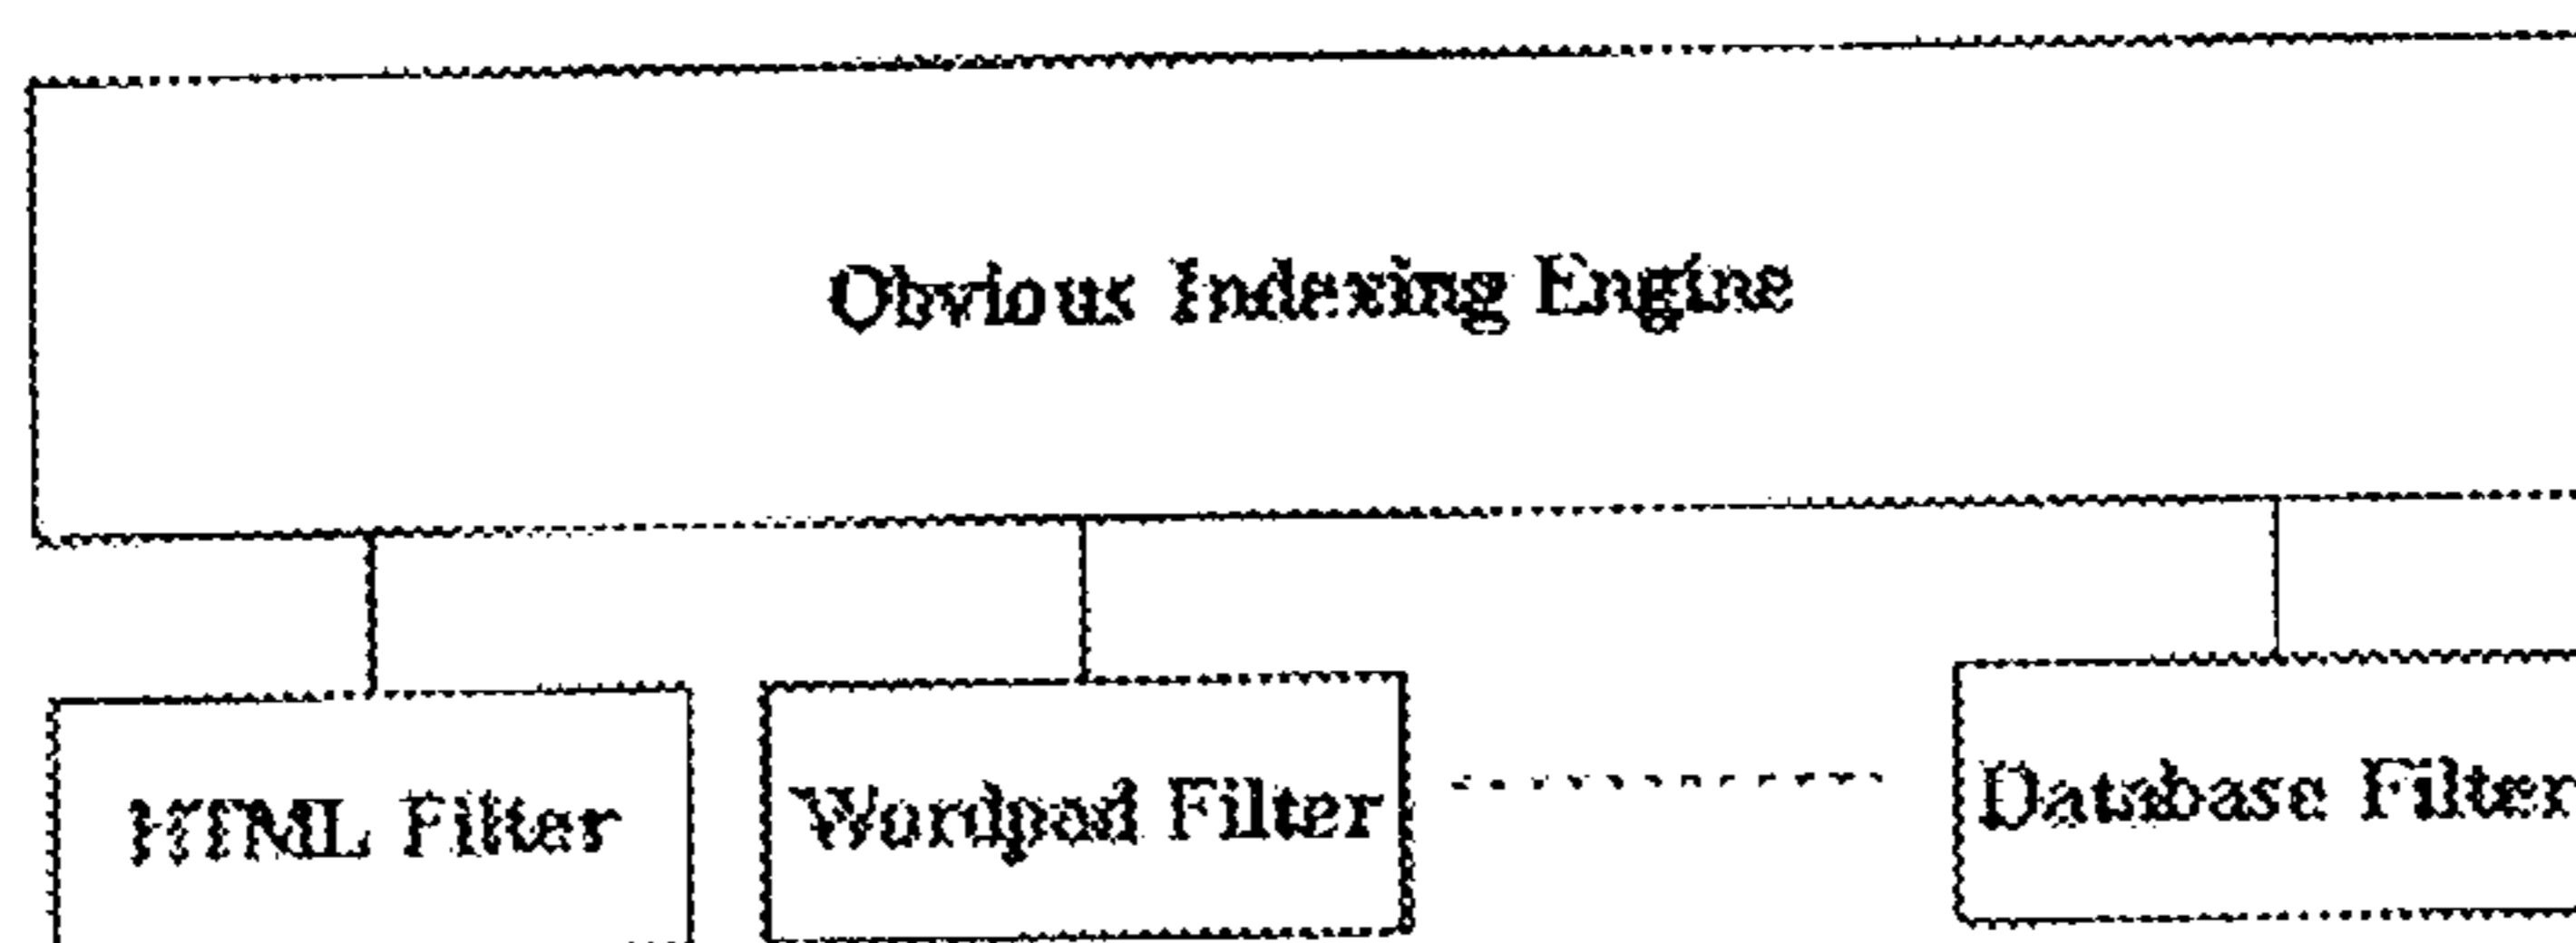 Obvious Indexing Engine
HTML Filter
Wordpad Filter
Database Filter